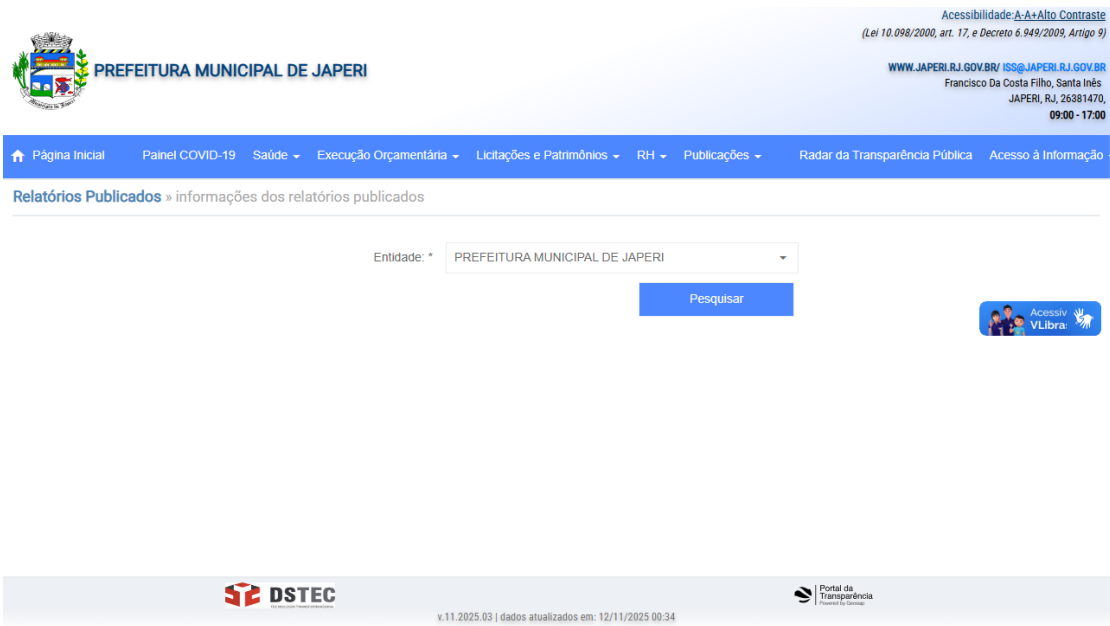 Acessibilidade:A-A+Alto Contraste
(Lei 10.098/2000, art. 17, e Decreto 6.949/2009, Artigo 9)
PREFEITURA MUNICIPAL DE JAPERI
WWW.JAPERI.RJ.GOV.BR/ ISS@JAPERI.RJ.GOV.BR
Francisco Da Costa Filho, Santa Inês
JAPERI, RJ, 26381470,
09:00 - 17:00
Página Inicial Painel COVID-19 Saúde Execução Orçamentária Licitações e Patrimônios RH Publicações Radar da Transparência Pública Acesso à Informação
Relatórios Publicados » informações dos relatórios publicados
Entidade: * PREFEITURA MUNICIPAL DE JAPERI
Pesquisar
Acessiv
VLibra
DSTEC
Portal da
Transparência
v.11.2025.03 | dados atualizados em: 12/11/2025 00:34